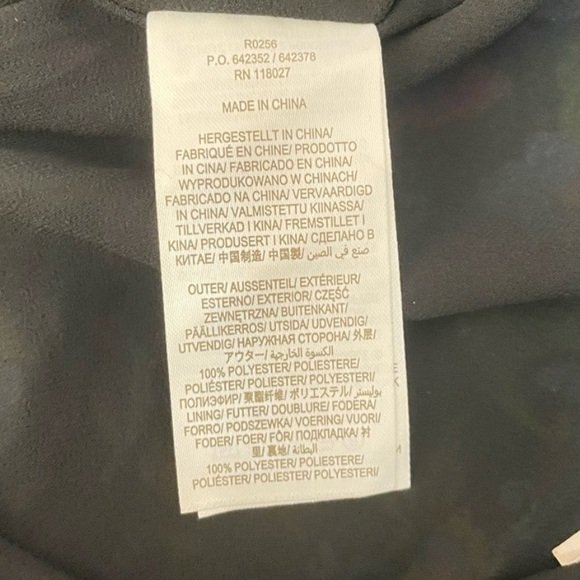 R0256
P.O. 642352 / 642378
RN 118027
MADE IN CHINA
HERGESTELLT IN CHINA/
FABRIQUÉ EN CHINE/ PRODOTTO
IN CINA/ FABRICADO EN CHINA/
WYPRODUKOWANO W CHINACH/
FABRICADO NA CHINA/ VERVAARDIGD
IN CHINA/ VALMISTETTU KIINASSA/
TILLVERKAD I KINA/ FREMSTILLET I
KINA/ PRODUSERT I KINA/ СДЕЛАНО В
КИТАЕ/ 中国制造/ 中国製/ صنع في الصين
OUTER/ AUSSENTEIL/ EXTÉRIEUR/
ESTERNO/ EXTERIOR/ CZĘŚĆ
ZEWNĘTRZNA/ BUITENKANT/
PÄÄLLIKERROS/ UTSIDA/ UDVENDIG/
UTVENDIG/ НАРУЖНАЯ СТОРОНА/ 外层/
アウター/ الكسوة الخارجية/
100% POLYESTER/ POLIESTERE/
POLIÉSTER/ POLIESTER/ POLYESTERI/
ПОЛИЭФИР/ 聚酯纤维/ ポリエステル/ بوليستر/
LINING/ FUTTER/ DOUBLURE/ FODERA/
FORRO/ PODSZEWKA/ VOERING/ VUORI/
FODER/ FOER/ FÔR/ ПОДКЛАДКА/ 衬
里/ 裏地/ البطانة/
100% POLYESTER/ POLIESTERE/
POLIÉSTER/ POLIESTER/ POLYESTERI/